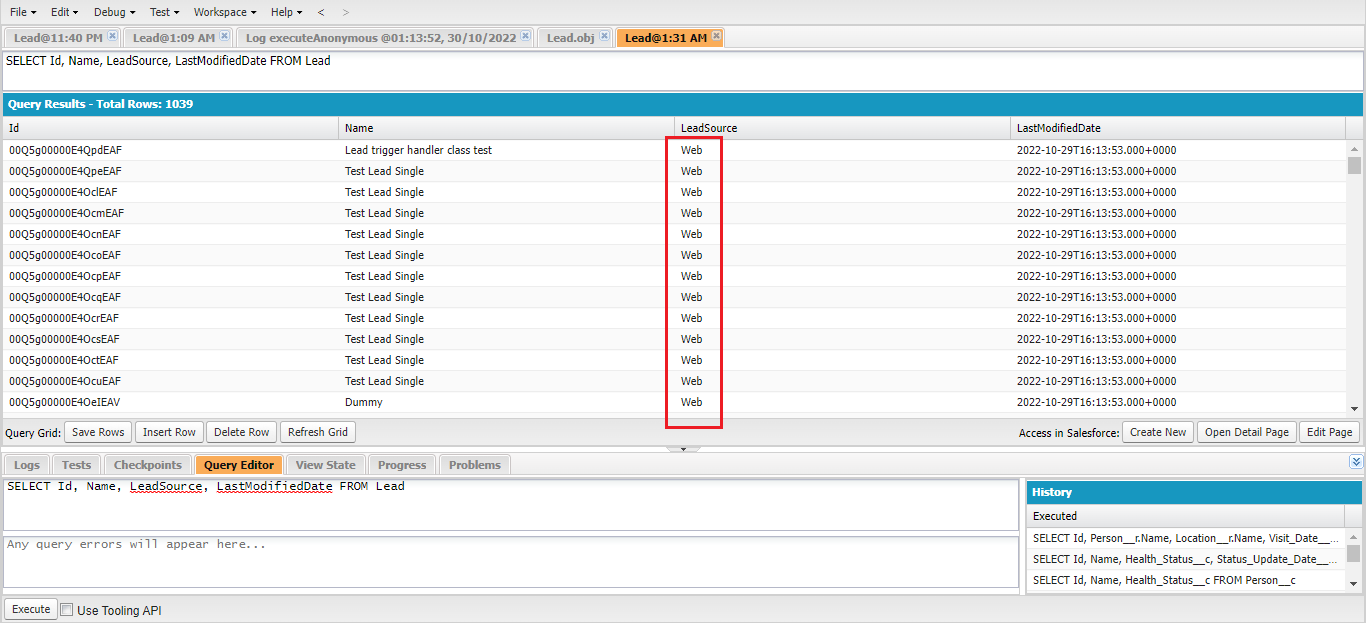 File Edit Debug Test Workspace Help < >
Lead@11:40 PM Lead@1:09 AM Log executeAnonymous @01:13:52, 30/10/2022 Lead.obj Lead@1:31 AM
SELECT Id, Name, LeadSource, LastModifiedDate FROM Lead
Query Results - Total Rows: 1039
Id Name LeadSource LastModifiedDate
00Q5g00000E4QpdEAF Lead trigger handler class test Web 2022-10-29T16:13:53.000+0000
00Q5g00000E4QpeEAF Test Lead Single Web 2022-10-29T16:13:53.000+0000
00Q5g00000E4OclEAF Test Lead Single Web 2022-10-29T16:13:53.000+0000
00Q5g00000E4OcmEAF Test Lead Single Web 2022-10-29T16:13:53.000+0000
00Q5g00000E4OcnEAF Test Lead Single Web 2022-10-29T16:13:53.000+0000
00Q5g00000E4OcoEAF Test Lead Single Web 2022-10-29T16:13:53.000+0000
00Q5g00000E4OcpEAF Test Lead Single Web 2022-10-29T16:13:53.000+0000
00Q5g00000E4OcqEAF Test Lead Single Web 2022-10-29T16:13:53.000+0000
00Q5g00000E4OcrEAF Test Lead Single Web 2022-10-29T16:13:53.000+0000
00Q5g00000E4OcsEAF Test Lead Single Web 2022-10-29T16:13:53.000+0000
00Q5g00000E4OctEAF Test Lead Single Web 2022-10-29T16:13:53.000+0000
00Q5g00000E4OcuEAF Test Lead Single Web 2022-10-29T16:13:53.000+0000
00Q5g00000E4OeIEAV Dummy Web 2022-10-29T16:13:53.000+0000
Query Grid: Save Rows Insert Row Delete Row Refresh Grid Access in Salesforce: Create New Open Detail Page Edit Page
Logs Tests Checkpoints Query Editor View State Progress Problems
SELECT Id, Name, LeadSource, LastModifiedDate FROM Lead
Any query errors will appear here...
History
Executed
SELECT Id, Person__r.Name, Location__r.Name, Visit_Date__...
SELECT Id, Name, Health_Status__c, Status_Update_Date__...
SELECT Id, Name, Health_Status__c FROM Person__c
Execute Use Tooling API